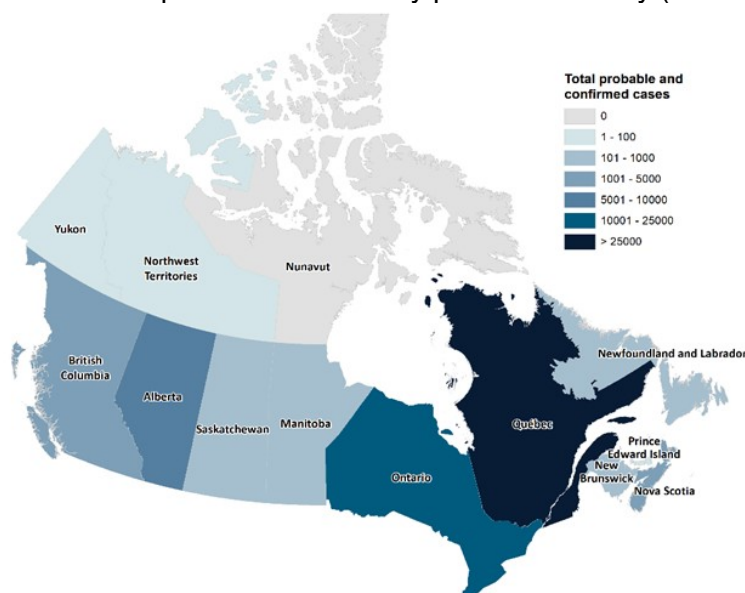 Total probable and
confirmed cases
0
1 - 100
101 - 1000
1001 - 5000
5001 - 10000
10001 - 25000
> 25000
Yukon
Northwest
Territories
Nunavut
British
Columbia
Alberta
Saskatchewan
Manitoba
Ontario
Québec
Newfoundland and Labrador
Prince
Edward Island
New
Brunswick
Nova Scotia